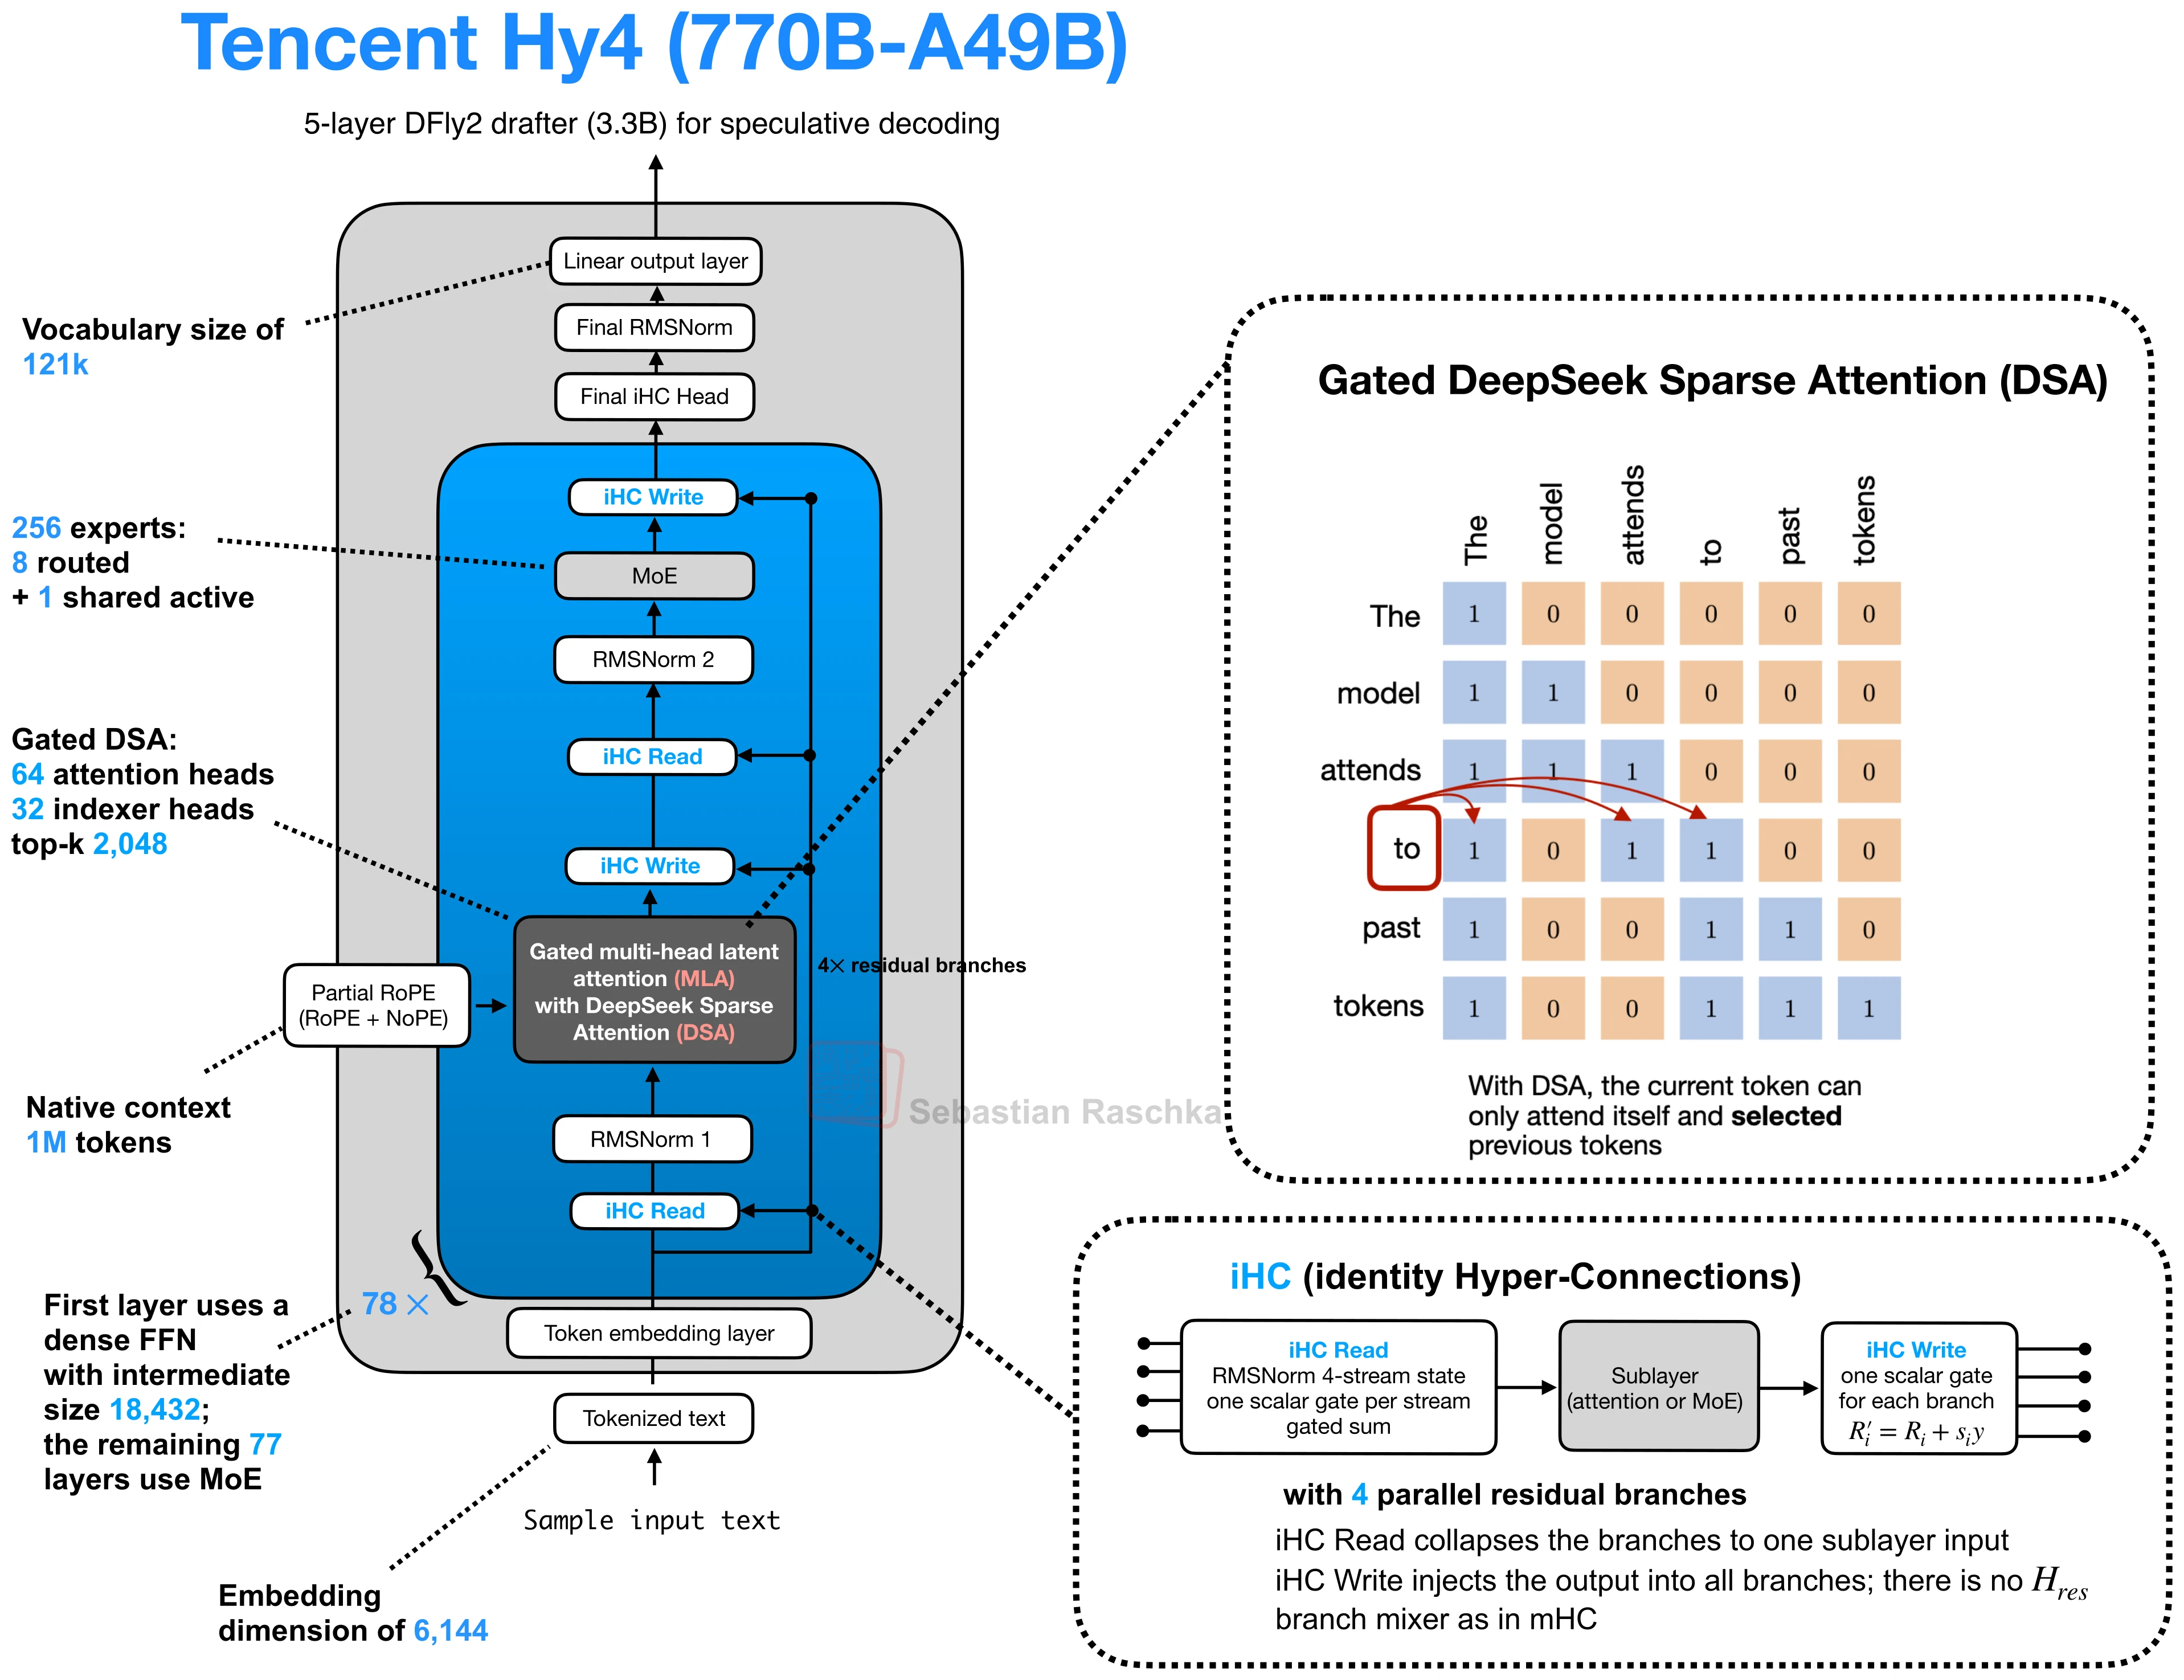 Tencent Hy4 (770B-A49B)
5-layer DFly2 drafter (3.3B) for speculative decoding
Linear output layer
Final RMSNorm
Final iHC Head
iHC Write
MoE
RMSNorm 2
iHC Read
iHC Write
Gated multi-head latent
attention (MLA)
with DeepSeek Sparse
Attention (DSA)
4× residual branches
Partial RoPE
(RoPE + NoPE)
RMSNorm 1
iHC Read
78 ×
Token embedding layer
Tokenized text
Sample input text
Vocabulary size of
121k
256 experts:
8 routed
+ 1 shared active
Gated DSA:
64 attention heads
32 indexer heads
top-k 2,048
Native context
1M tokens
First layer uses a
dense FFN
with intermediate
size 18,432;
the remaining 77
layers use MoE
Embedding
dimension of 6,144
Sebastian Raschka
Gated DeepSeek Sparse Attention (DSA)
The model attends to past tokens
The 1 0 0 0 0 0
model 1 1 0 0 0 0
attends 1 1 1 0 0 0
to 1 0 1 1 0 0
past 1 0 0 1 1 0
tokens 1 0 0 1 1 1
With DSA, the current token can
only attend itself and selected
previous tokens
iHC (identity Hyper-Connections)
iHC Read
RMSNorm 4-stream state
one scalar gate per stream
gated sum
Sublayer
(attention or MoE)
iHC Write
one scalar gate
for each branch
R′ᵢ = Rᵢ + sᵢy
with 4 parallel residual branches
iHC Read collapses the branches to one sublayer input
iHC Write injects the output into all branches; there is no H_res
branch mixer as in mHC